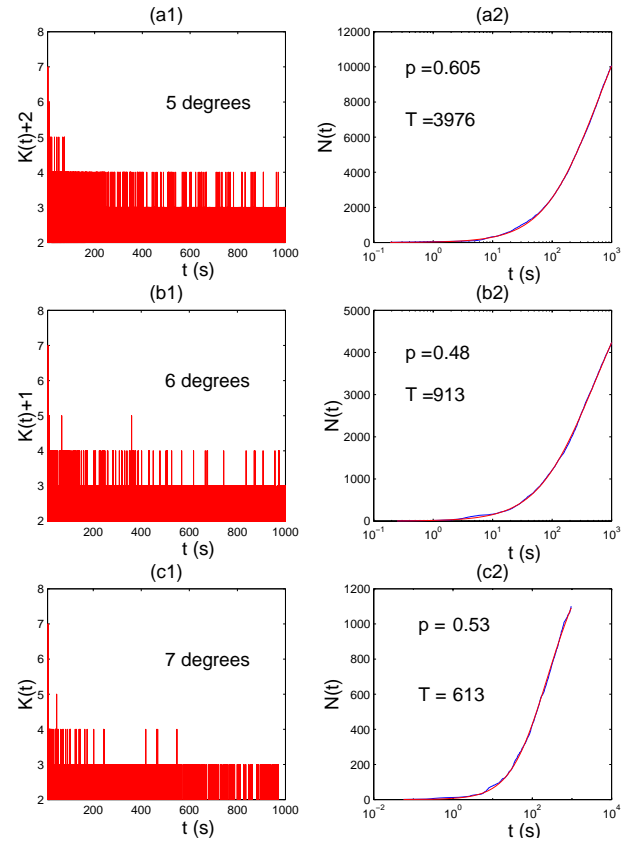 (a1)
8
7
6
5
4
3
2
K(t)+2
5 degrees
200 400 600 800 1000
t (s)
(a2)
12000
10000
8000
6000
4000
2000
0
N(t)
p =0.605
T =3976
10^-1 10^0 10^1 10^2 10^3
t (s)
(b1)
8
7
6
5
4
3
2
K(t)+1
6 degrees
200 400 600 800 1000
t (s)
(b2)
5000
4000
3000
2000
1000
0
N(t)
p =0.48
T =913
10^-1 10^0 10^1 10^2 10^3
t (s)
(c1)
8
7
6
5
4
3
2
K(t)
7 degrees
200 400 600 800 1000
t (s)
(c2)
1200
1000
800
600
400
200
0
N(t)
p = 0.53
T = 613
10^-2 10^0 10^2 10^4
t (s)